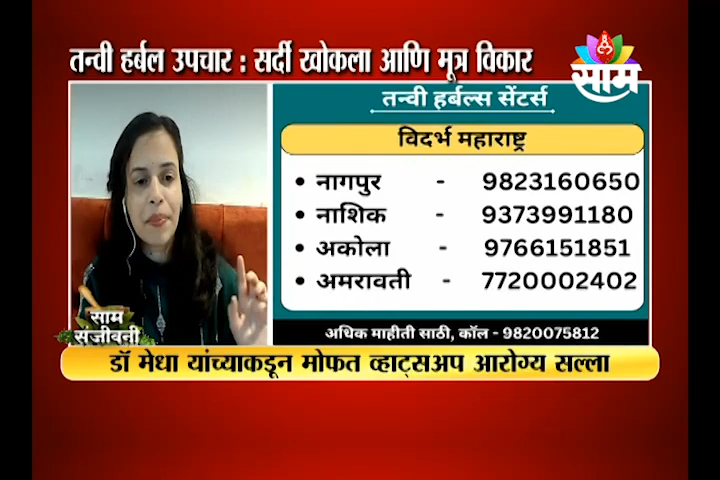 तन्वी हर्बल उपचार : सर्दी खोकला आणि मूत्र विकार
साम
तन्वी हर्बल्स सेंटर्स
विदर्भ महाराष्ट्र
• नागपुर - 9823160650
• नाशिक - 9373991180
• अकोला - 9766151851
• अमरावती - 7720002402
साम
संजीवनी
अधिक माहीती साठी, कॉल - 9820075812
डॉ मेधा यांच्याकडून मोफत व्हाट्सअप आरोग्य सल्ला